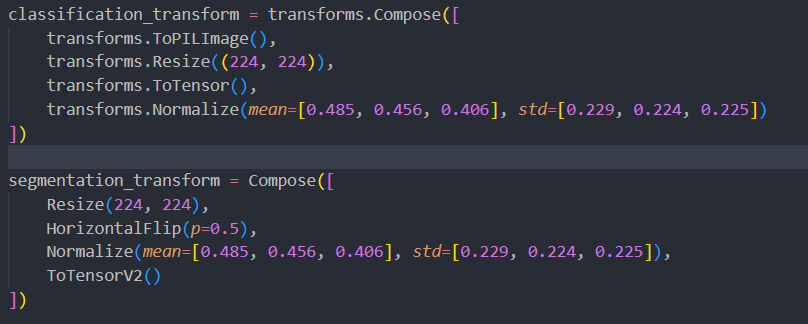 classification_transform = transforms.Compose([
    transforms.ToPILImage(),
    transforms.Resize((224, 224)),
    transforms.ToTensor(),
    transforms.Normalize(mean=[0.485, 0.456, 0.406], std=[0.229, 0.224, 0.225])
])
segmentation_transform = Compose([
    Resize(224, 224),
    HorizontalFlip(p=0.5),
    Normalize(mean=[0.485, 0.456, 0.406], std=[0.229, 0.224, 0.225]),
    ToTensorV2()
])